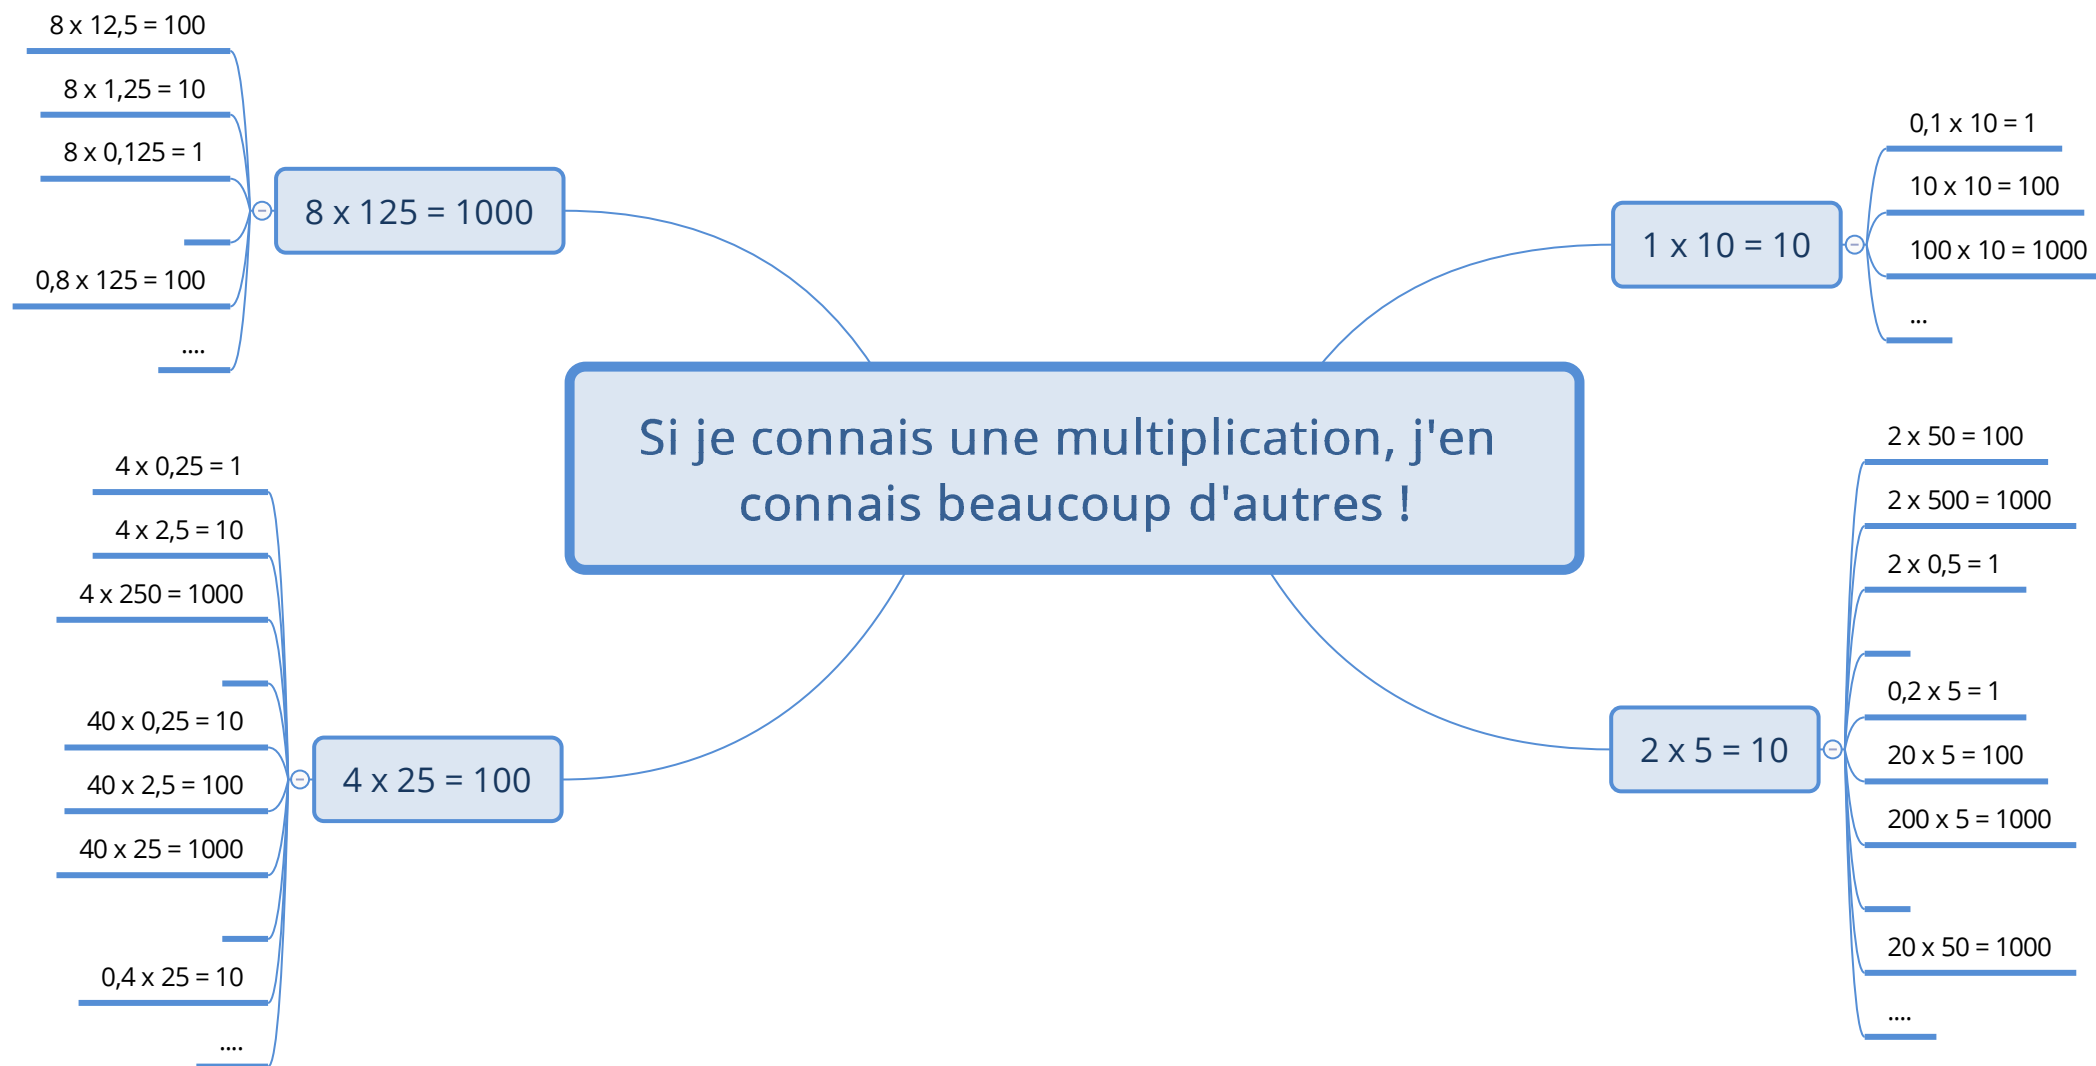 Si je connais une multiplication, j'en
connais beaucoup d'autres !
8 x 125 = 1000
8 x 12,5 = 100
8 x 1,25 = 10
8 x 0,125 = 1
0,8 x 125 = 100
....
4 x 25 = 100
4 x 0,25 = 1
4 x 2,5 = 10
4 x 250 = 1000
40 x 0,25 = 10
40 x 2,5 = 100
40 x 25 = 1000
0,4 x 25 = 10
....
1 x 10 = 10
0,1 x 10 = 1
10 x 10 = 100
100 x 10 = 1000
...
2 x 5 = 10
2 x 50 = 100
2 x 500 = 1000
2 x 0,5 = 1
0,2 x 5 = 1
20 x 5 = 100
200 x 5 = 1000
20 x 50 = 1000
....